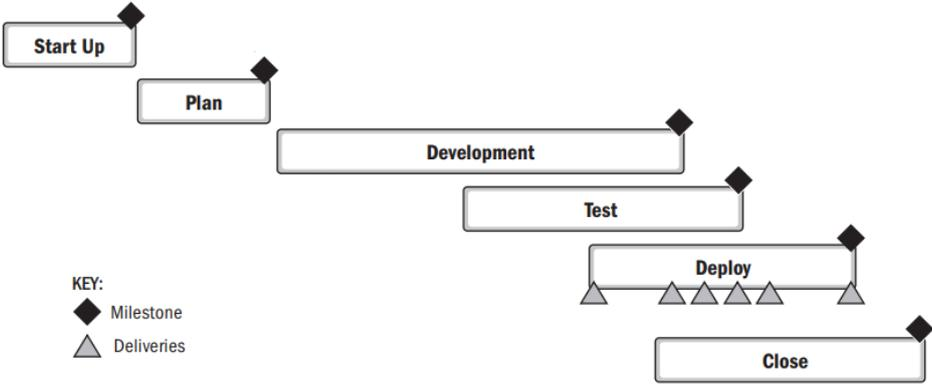 Start Up
Plan
Development
Test
Deploy
KEY:
Milestone
Deliveries
Close